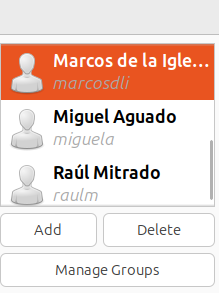 Marcos de la Igle...
marcosdli
Miguel Aguado
miguela
Raúl Mitrado
raulm
Add
Delete
Manage Groups